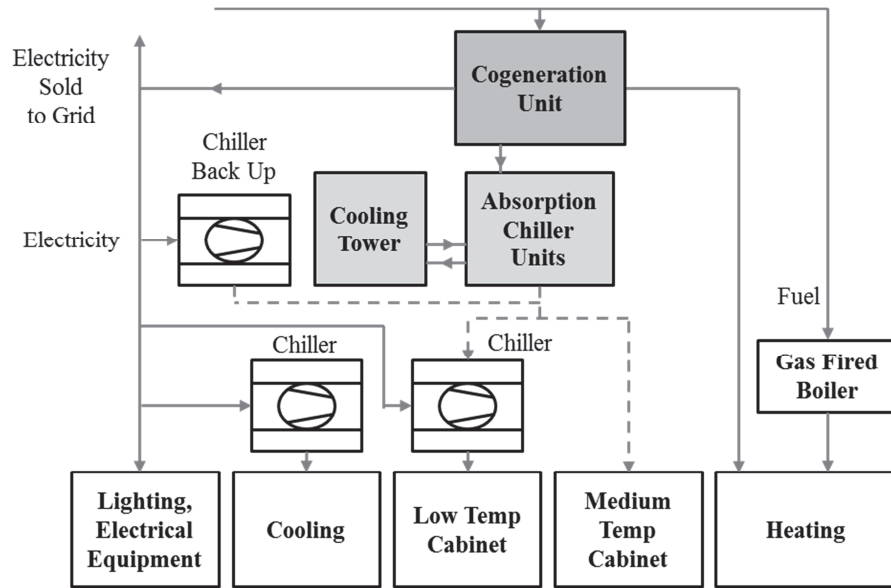 Electricity
Sold
to Grid
Cogeneration
Unit
Chiller
Back Up
Cooling
Tower
Absorption
Chiller
Units
Electricity
Fuel
Chiller
Chiller
Gas Fired
Boiler
Lighting,
Electrical
Equipment
Cooling
Low Temp
Cabinet
Medium
Temp
Cabinet
Heating